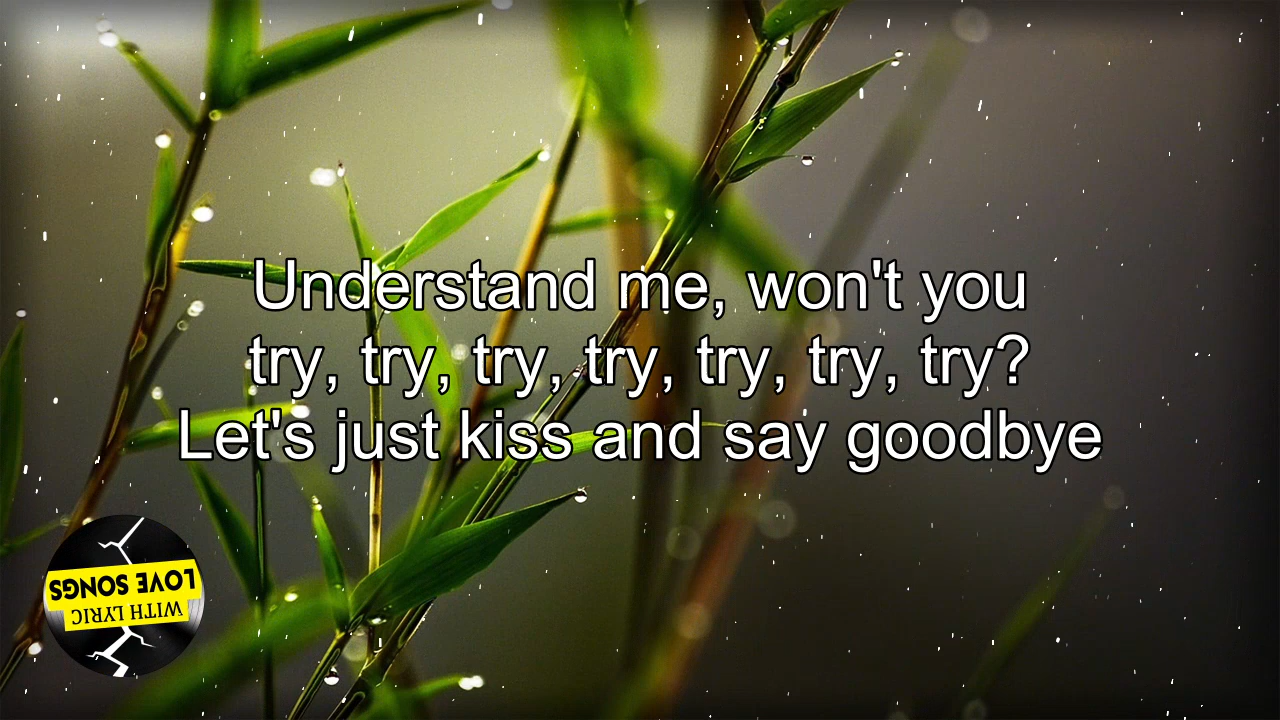 Understand me, won't you
try, try, try, try, try, try, try?
Let's just kiss and say goodbye
LOVE SONGS
WITH LYRIC